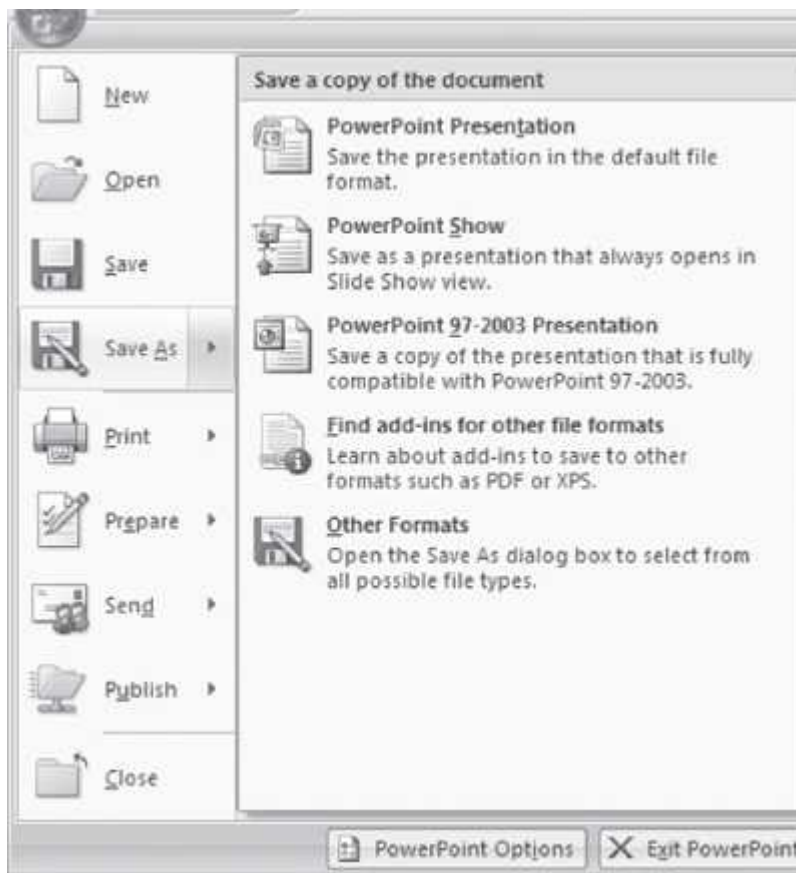 New
Open
Save
Save As
Print
Prepare
Send
Publish
Close
Save a copy of the document
PowerPoint Presentation
Save the presentation in the default file
format.
PowerPoint Show
Save as a presentation that always opens in
Slide Show view.
PowerPoint 97-2003 Presentation
Save a copy of the presentation that is fully
compatible with PowerPoint 97-2003.
Find add-ins for other file formats
Learn about add-ins to save to other
formats such as PDF or XPS.
Other Formats
Open the Save As dialog box to select from
all possible file types.
PowerPoint Options
Exit PowerPoint